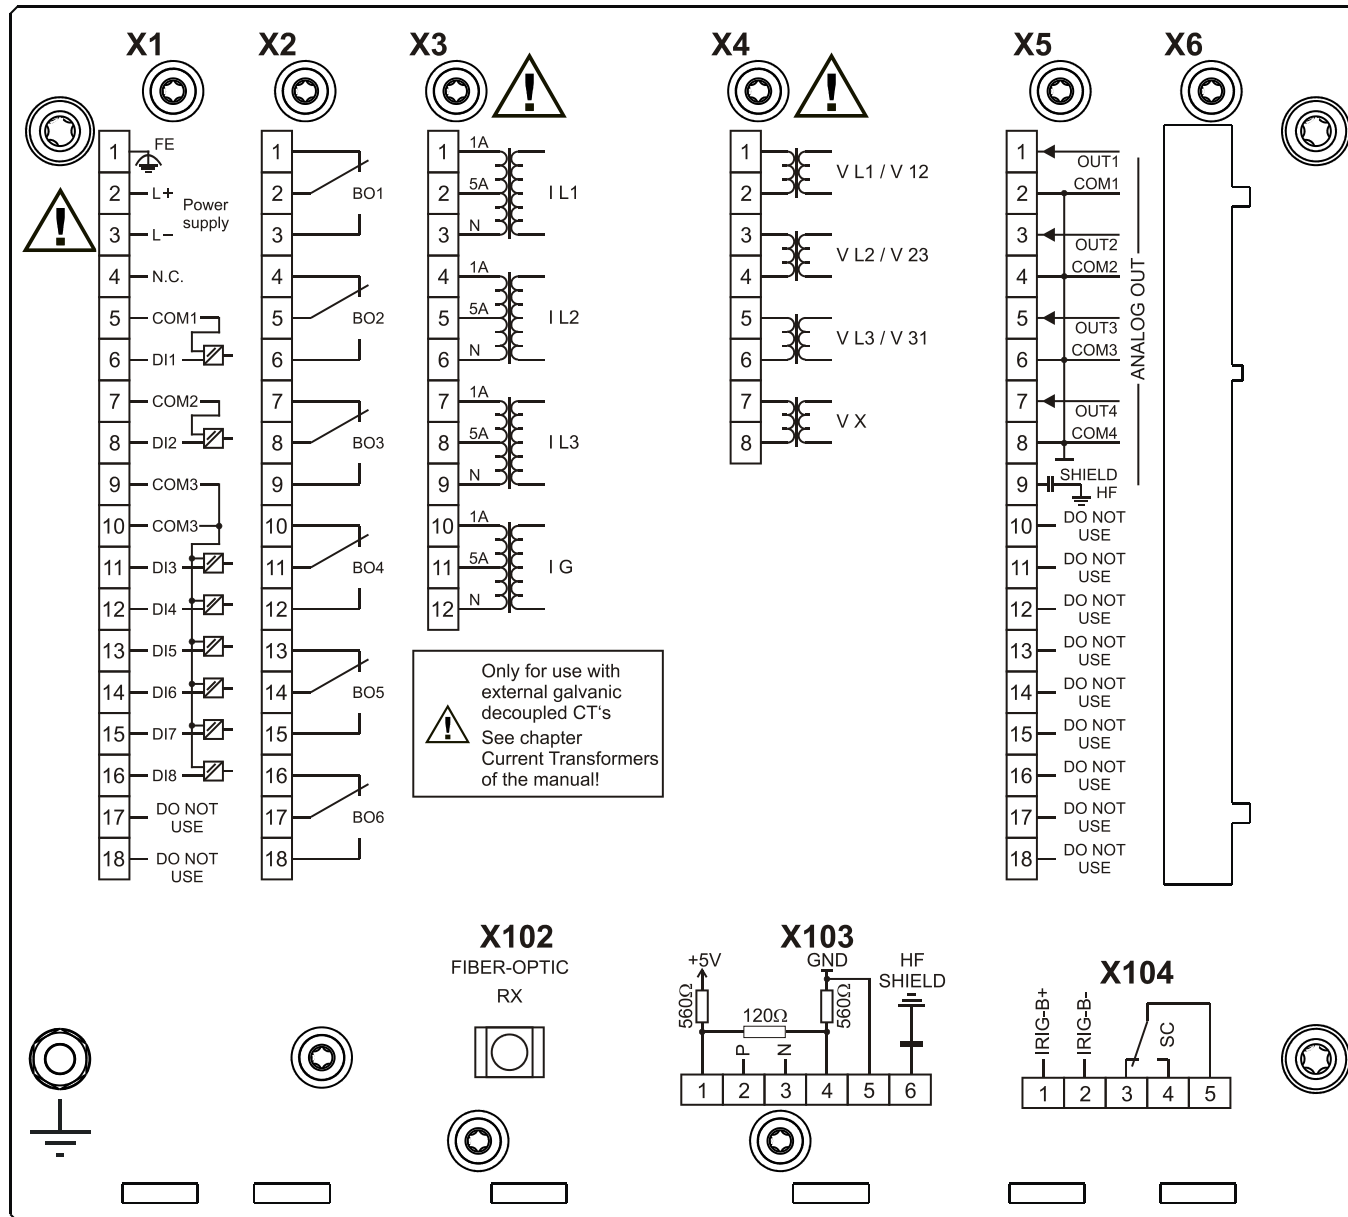 X1
X2
X3
X4
X5
X6
1 FE
2 L+
Power
supply
3 L–
4 N.C.
5 COM1
6 DI1
7 COM2
8 DI2
9 COM3
10 COM3
11 DI3
12 DI4
13 DI5
14 DI6
15 DI7
16 DI8
17 DO NOT
USE
18 DO NOT
USE
1
2 BO1
3
4
5 BO2
6
7
8 BO3
9
10
11 BO4
12
13
14 BO5
15
16
17 BO6
18
1 1A
2 5A I L1
3 N
4 1A
5 5A I L2
6 N
7 1A
8 5A I L3
9 N
10 1A
11 5A I G
12 N
Only for use with
external galvanic
decoupled CT's
See chapter
Current Transformers
of the manual!
1
V L1 / V 12
2
3
V L2 / V 23
4
5
V L3 / V 31
6
7
V X
8
1 OUT1
2 COM1
3 OUT2
4 COM2
5 OUT3
6 COM3
7 OUT4
8 COM4
ANALOG OUT
9 SHIELD
HF
10 DO NOT
USE
11 DO NOT
USE
12 DO NOT
USE
13 DO NOT
USE
14 DO NOT
USE
15 DO NOT
USE
16 DO NOT
USE
17 DO NOT
USE
18 DO NOT
USE
X102
FIBER-OPTIC
RX
X103
+5V
GND
HF
SHIELD
560Ω
120Ω
560Ω
P
N
1 2 3 4 5 6
X104
IRIG-B+
IRIG-B-
SC
1 2 3 4 5